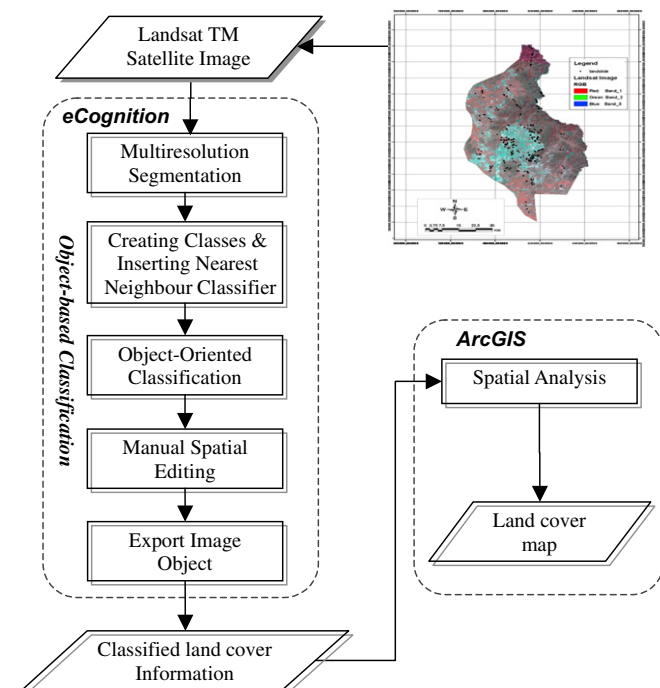 Landsat TM
Satellite Image
Legend
landslide
Landsat Image
RGB
Red Band_1
Green Band_2
Blue Band_3
N
W E
S
eCognition
Object-based Classification
Multiresolution
Segmentation
Creating Classes &
Inserting Nearest
Neighbour Classifier
Object-Oriented
Classification
Manual Spatial
Editing
Export Image
Object
Classified land cover
Information
ArcGIS
Spatial Analysis
Land cover
map